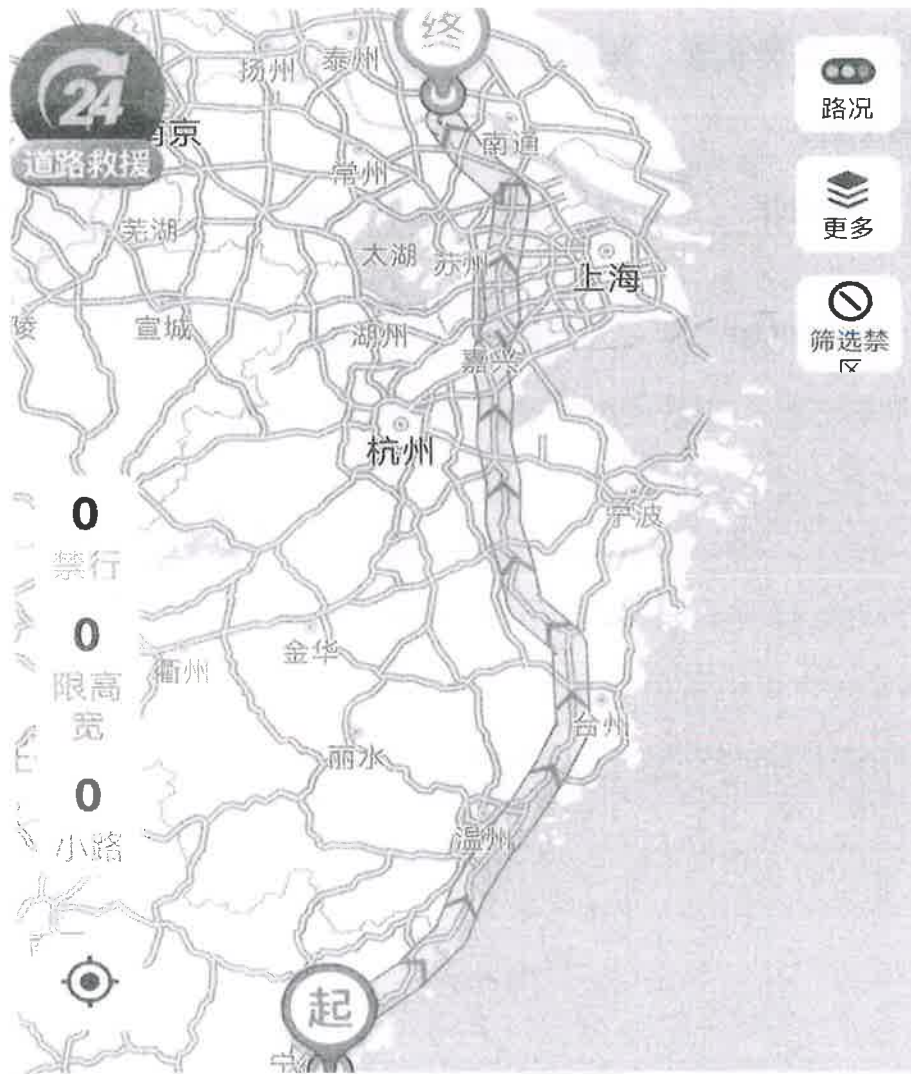 终
扬州
泰州
24
南京
道路救援
南通
常州
路况
芜湖
太湖
苏州
上海
更多
陵
宣城
湖州
嘉兴
筛选禁
区
杭州
0
禁行
宁波
0
限高
宽
衢州
金华
台州
丽水
0
小路
温州
起
宁